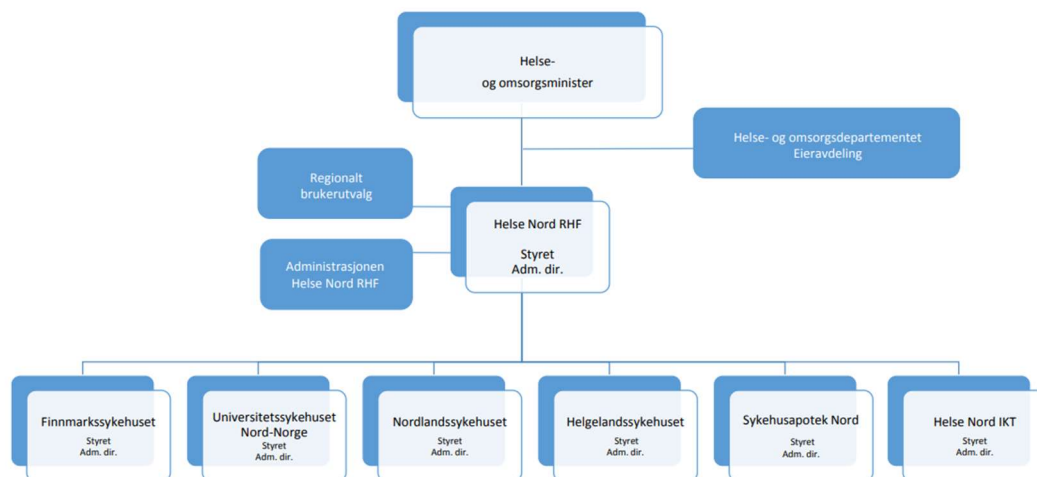 Helse-
og omsorgsminister
Helse- og omsorgsdepartementet
Eieravdeling
Regionalt
brukerutvalg
Helse Nord RHF
Styret
Adm. dir.
Administrasjonen
Helse Nord RHF
Finnmarkssykehuset
Styret
Adm. dir.
Universitetssykehuset
Nord-Norge
Styret
Adm. dir.
Nordlandssykehuset
Styret
Adm. dir.
Helgelandssykehuset
Styret
Adm. dir.
Sykehusapotek Nord
Styret
Adm. dir.
Helse Nord IKT
Styret
Adm. dir.